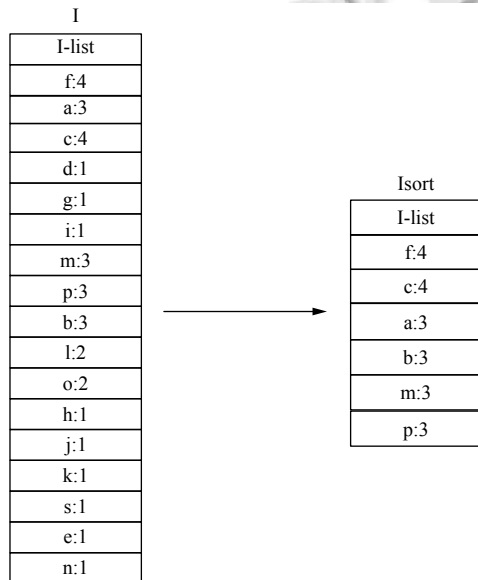 I
I-list
f:4
a:3
c:4
d:1
g:1
i:1
m:3
p:3
b:3
l:2
o:2
h:1
j:1
k:1
s:1
e:1
n:1
Isort
I-list
f:4
c:4
a:3
b:3
m:3
p:3